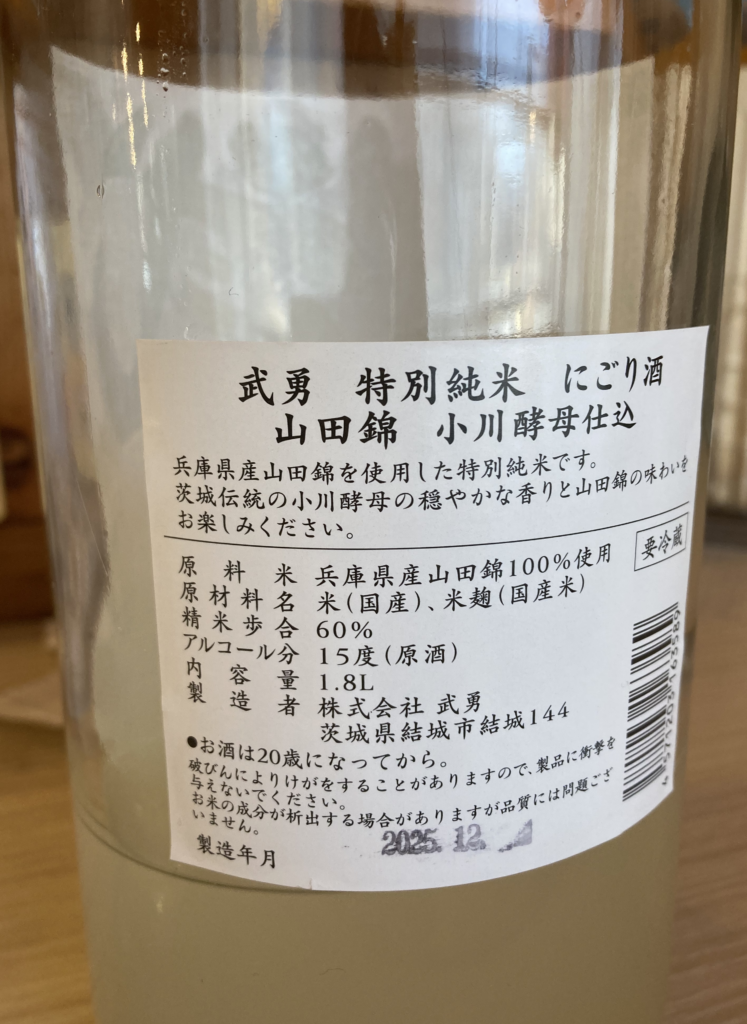 武勇 特別純米 にごり酒
山田錦 小川酵母仕込
兵庫県産山田錦を使用した特別純米です。
茨城伝統の小川酵母の穏やかな香りと山田錦の味わいを
お楽しみください。
要冷蔵
原料米 兵庫県産山田錦100%使用
原材料名 米(国産)、米麹(国産米)
精米歩合 60%
アルコール分 15度(原酒)
内容量 1.8L
製造者 株式会社 武勇
茨城県結城市結城144
●お酒は20歳になってから。
破びんによりけがをすることがありますので、製品に衝撃を
与えないでください。
お米の成分が析出する場合がありますが品質には問題ござ
いません。
製造年月 2025.12.